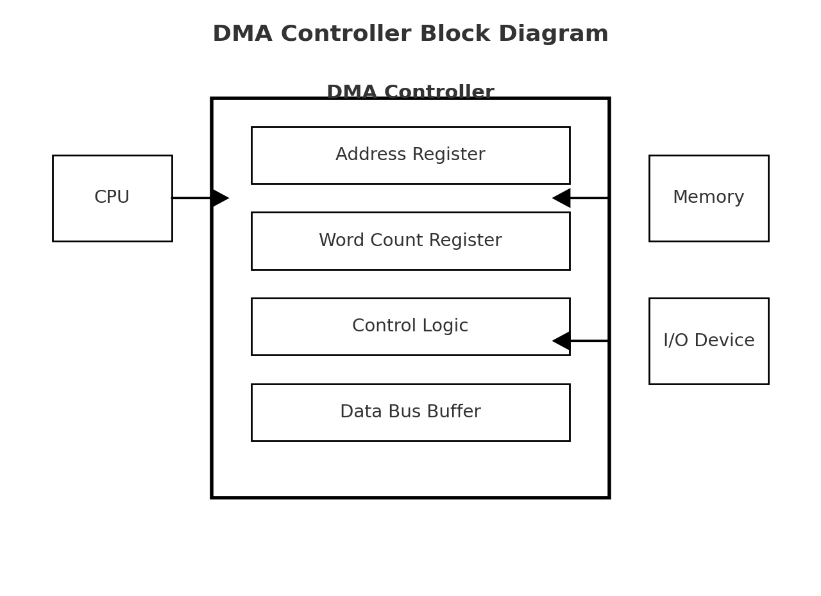 DMA Controller Block Diagram
DMA Controller
Address Register
CPU
Memory
Word Count Register
Control Logic
I/O Device
Data Bus Buffer